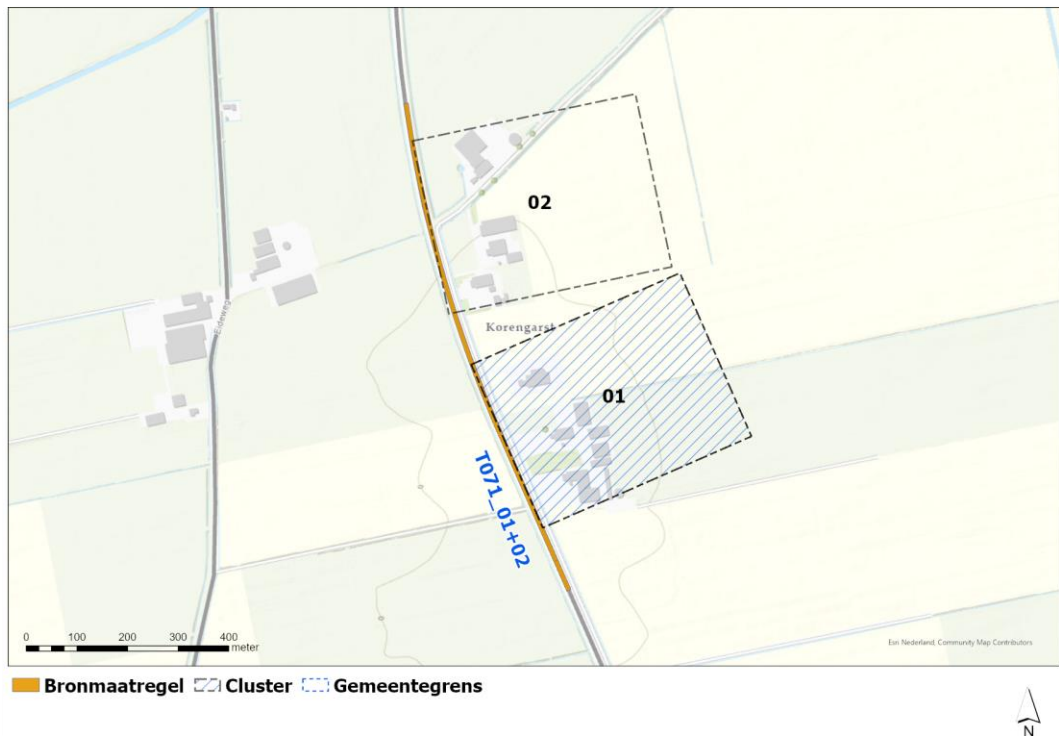 02
Eideweg
Korengarst
01
T071_01+02
0 100 200 300 400
meter
Esri Nederland, Community Map Contributors
Bronmaatregel Cluster Gemeentegrens
N